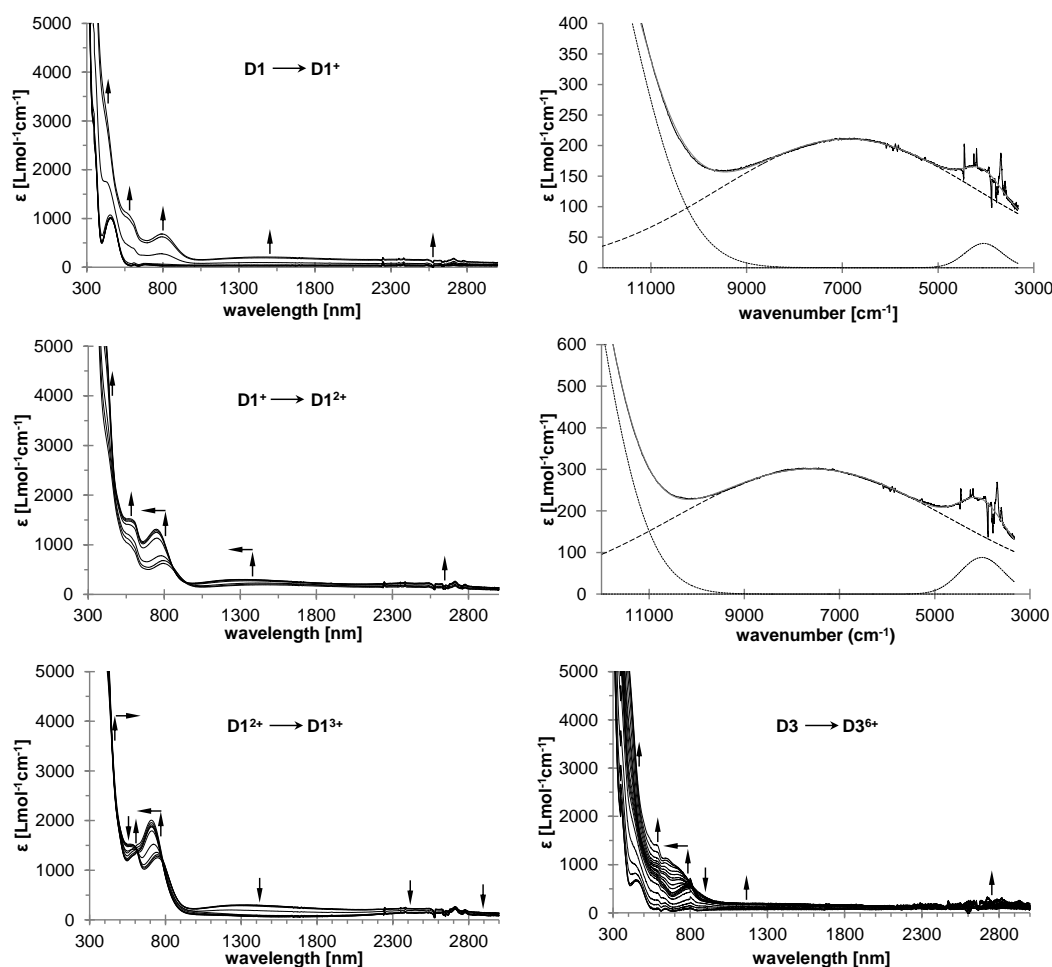 5000
4000
3000
2000
1000
0
ε [Lmol⁻¹cm⁻¹]
D1 ⟶ D1⁺
300 800 1300 1800 2300 2800
wavelength [nm]
400
350
300
250
200
150
100
50
0
ε [Lmol⁻¹cm⁻¹]
11000 9000 7000 5000 3000
wavenumber [cm⁻¹]
5000
4000
3000
2000
1000
0
ε [Lmol⁻¹cm⁻¹]
D1⁺ ⟶ D1²⁺
300 800 1300 1800 2300 2800
wavelength [nm]
600
500
400
300
200
100
0
ε [Lmol⁻¹cm⁻¹]
11000 9000 7000 5000 3000
wavenumber (cm⁻¹)
5000
4000
3000
2000
1000
0
ε [Lmol⁻¹cm⁻¹]
D1²⁺ ⟶ D1³⁺
300 800 1300 1800 2300 2800
wavelength [nm]
5000
4000
3000
2000
1000
0
ε [Lmol⁻¹cm⁻¹]
D3 ⟶ D3⁶⁺
300 800 1300 1800 2300 2800
wavelength [nm]